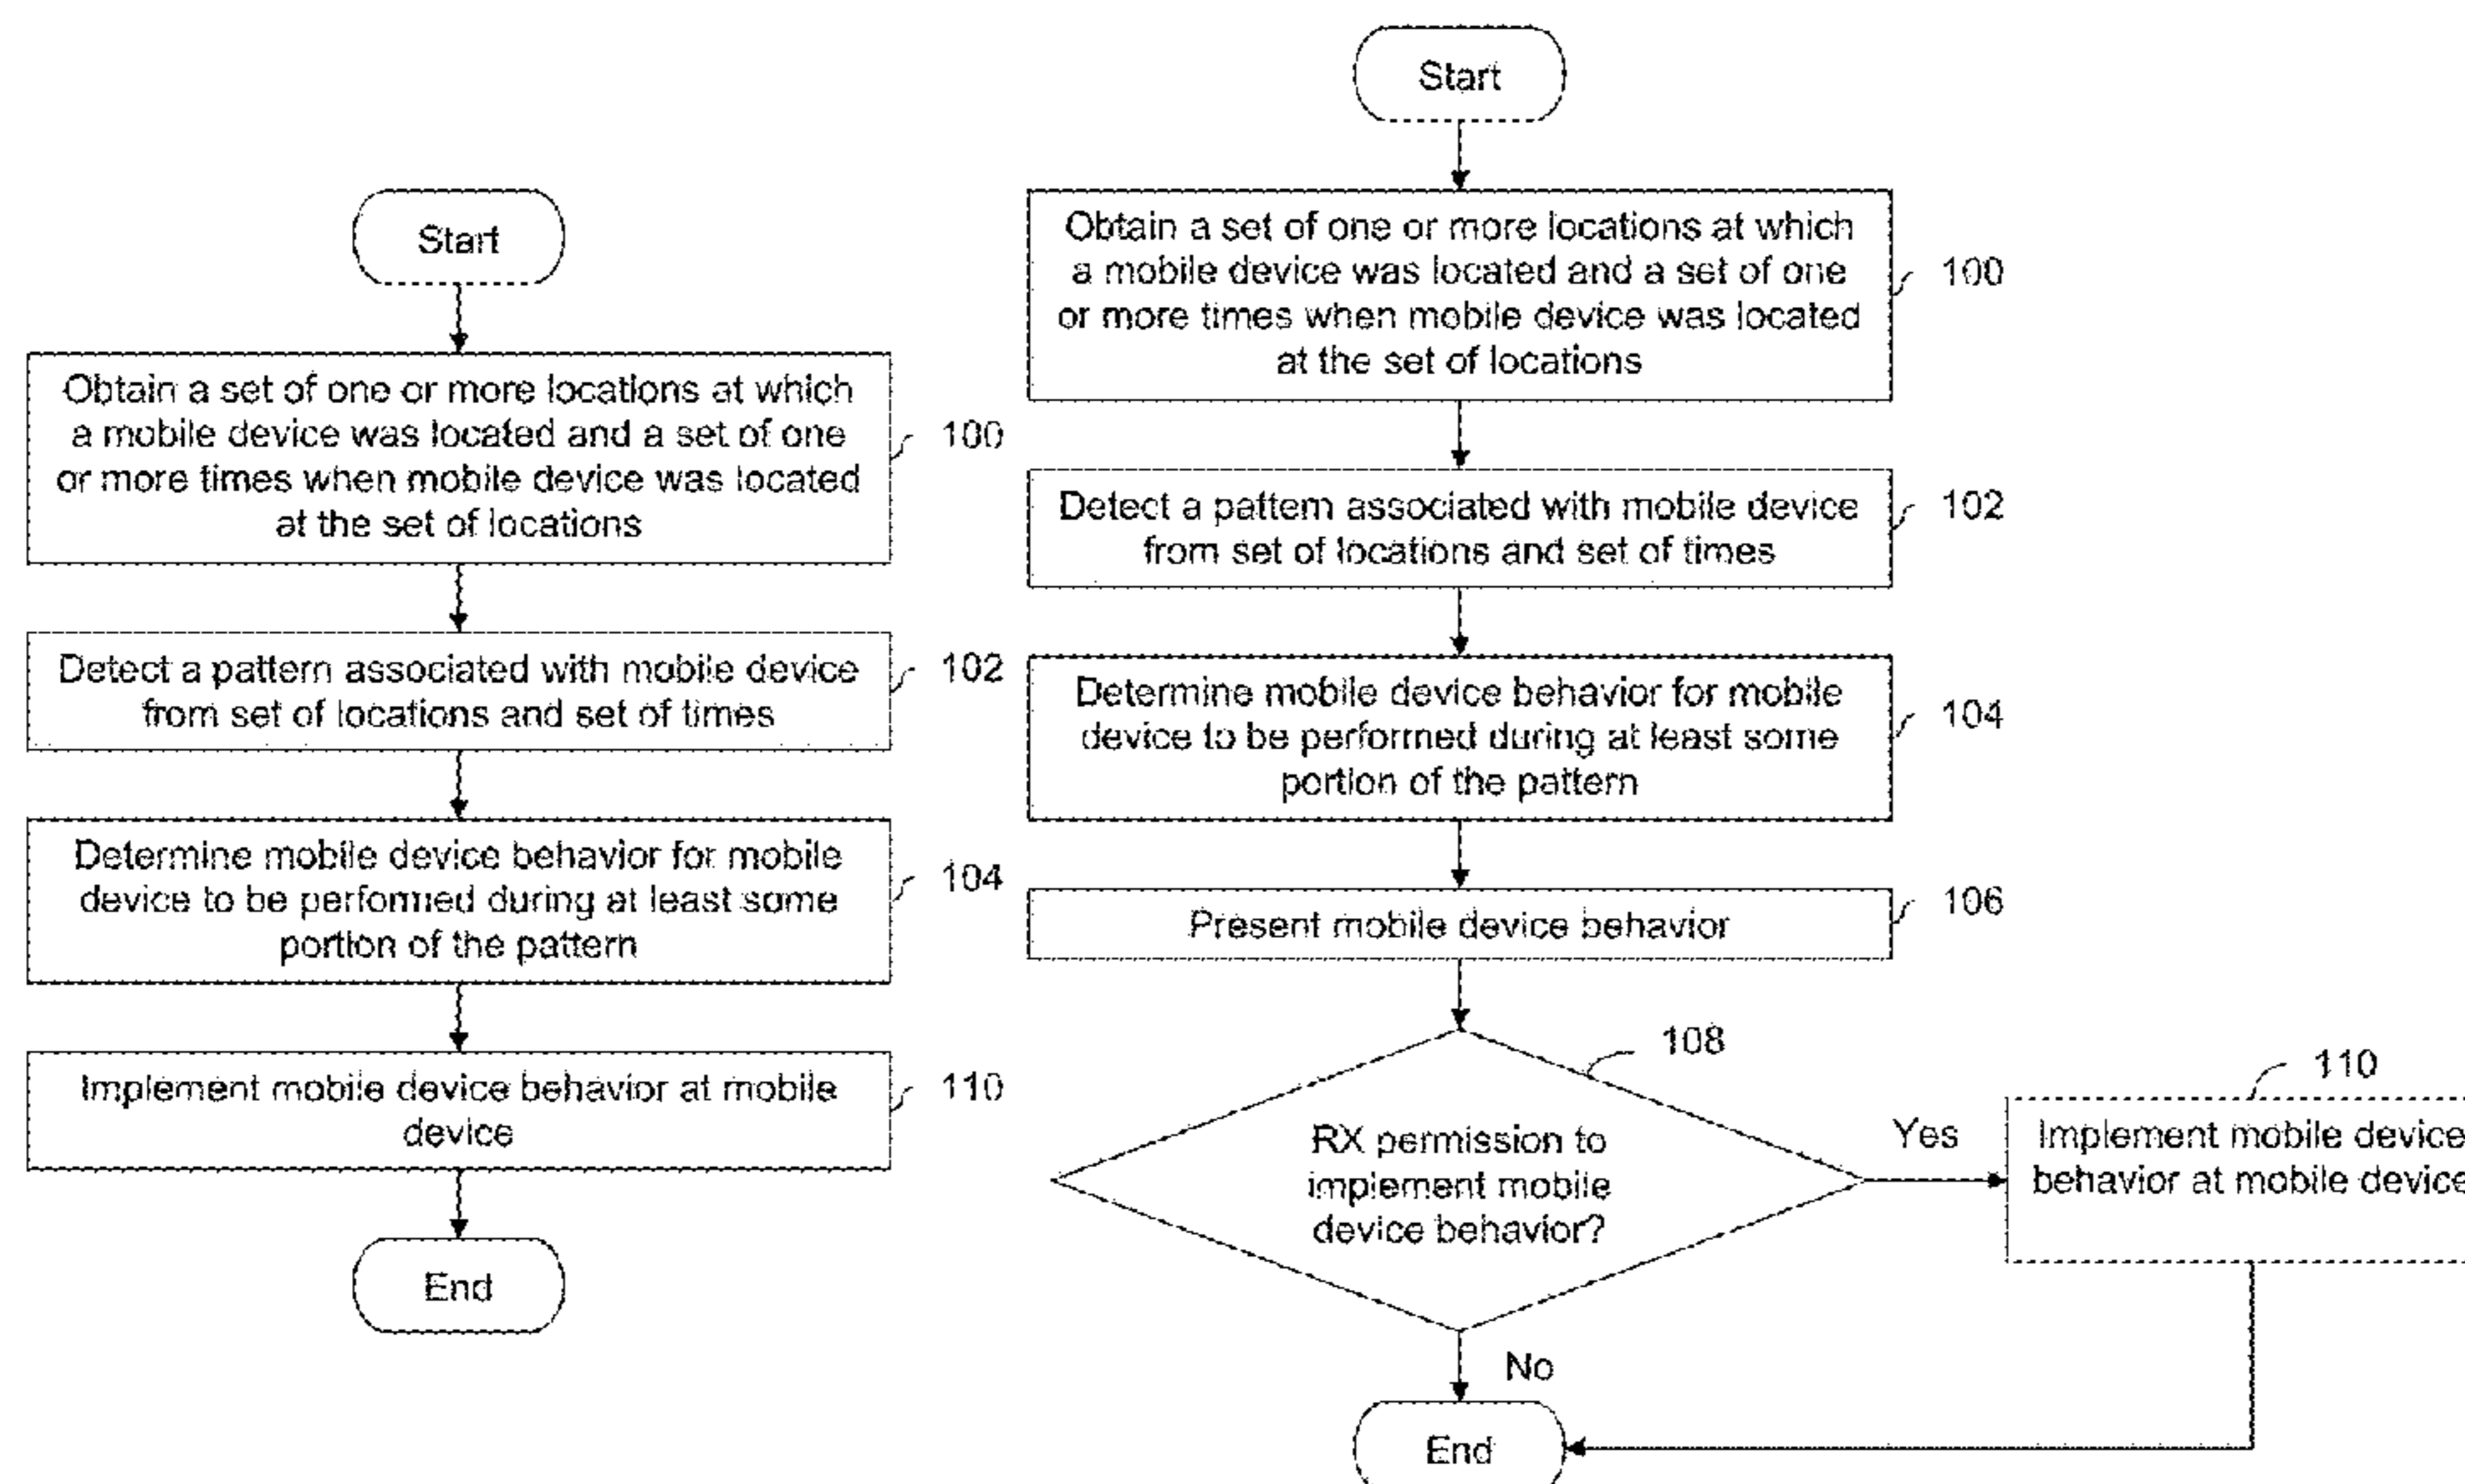 Start
Obtain a set of one or more locations at which
a mobile device was located and a set of one
or more times when mobile device was located
at the set of locations
100
Detect a pattern associated with mobile device
from set of locations and set of times
102
Determine mobile device behavior for mobile
device to be performed during at least some
portion of the pattern
104
Implement mobile device behavior at mobile
device
110
End
Start
Obtain a set of one or more locations at which
a mobile device was located and a set of one
or more times when mobile device was located
at the set of locations
100
Detect a pattern associated with mobile device
from set of locations and set of times
102
Determine mobile device behavior for mobile
device to be performed during at least some
portion of the pattern
104
Present mobile device behavior
106
RX permission to
implement mobile
device behavior?
108
Yes
Implement mobile device
behavior at mobile device
110
No
End